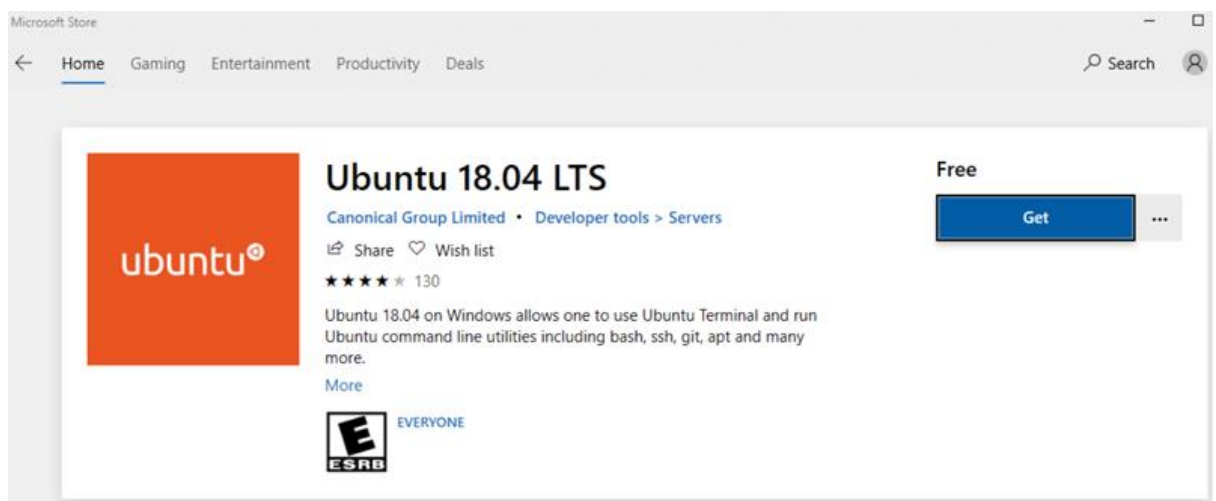 Microsoft Store
Home Gaming Entertainment Productivity Deals Search
ubuntu
Ubuntu 18.04 LTS
Canonical Group Limited • Developer tools > Servers
Share Wish list
130
Ubuntu 18.04 on Windows allows one to use Ubuntu Terminal and run
Ubuntu command line utilities including bash, ssh, git, apt and many
more.
More
E
ESRB
EVERYONE
Free
Get